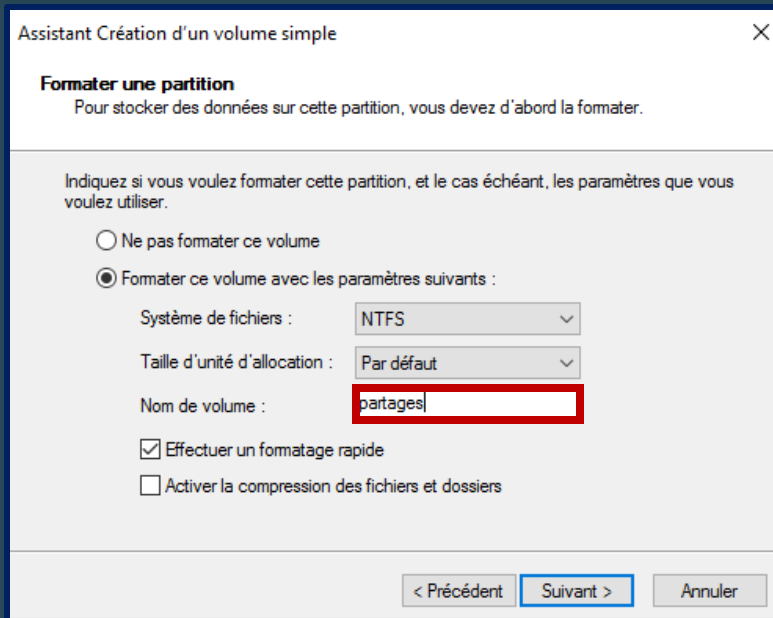 Assistant Création d'un volume simple
Formater une partition
Pour stocker des données sur cette partition, vous devez d'abord la formater.
Indiquez si vous voulez formater cette partition, et le cas échéant, les paramètres que vous
voulez utiliser.
Ne pas formater ce volume
Formater ce volume avec les paramètres suivants :
Système de fichiers : NTFS
Taille d'unité d'allocation : Par défaut
Nom de volume : partages
Effectuer un formatage rapide
Activer la compression des fichiers et dossiers
< Précédent Suivant > Annuler